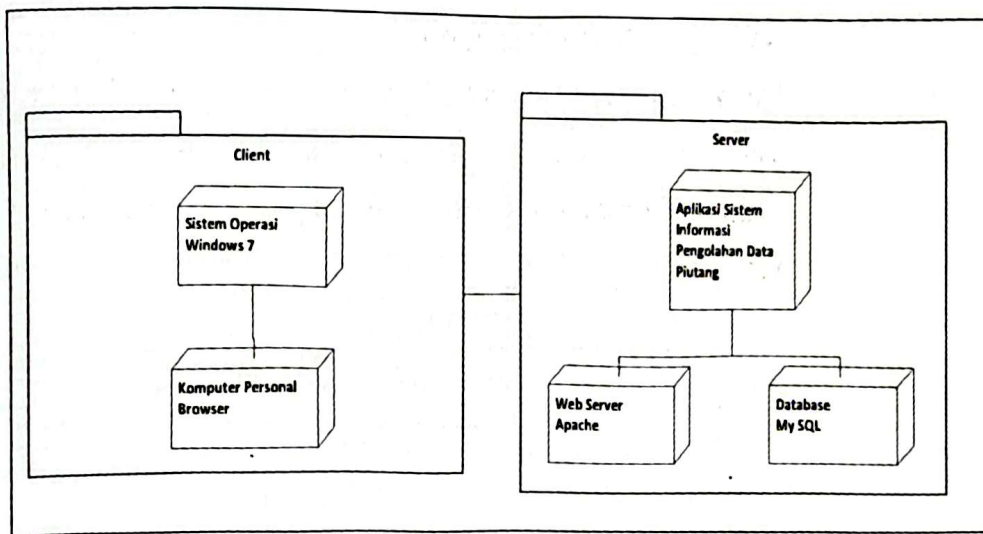 Client
Sistem Operasi
Windows 7
Komputer Personal
Browser
Server
Aplikasi Sistem
Informasi
Pengolahan Data
Piutang
Web Server
Apache
Database
My SQL